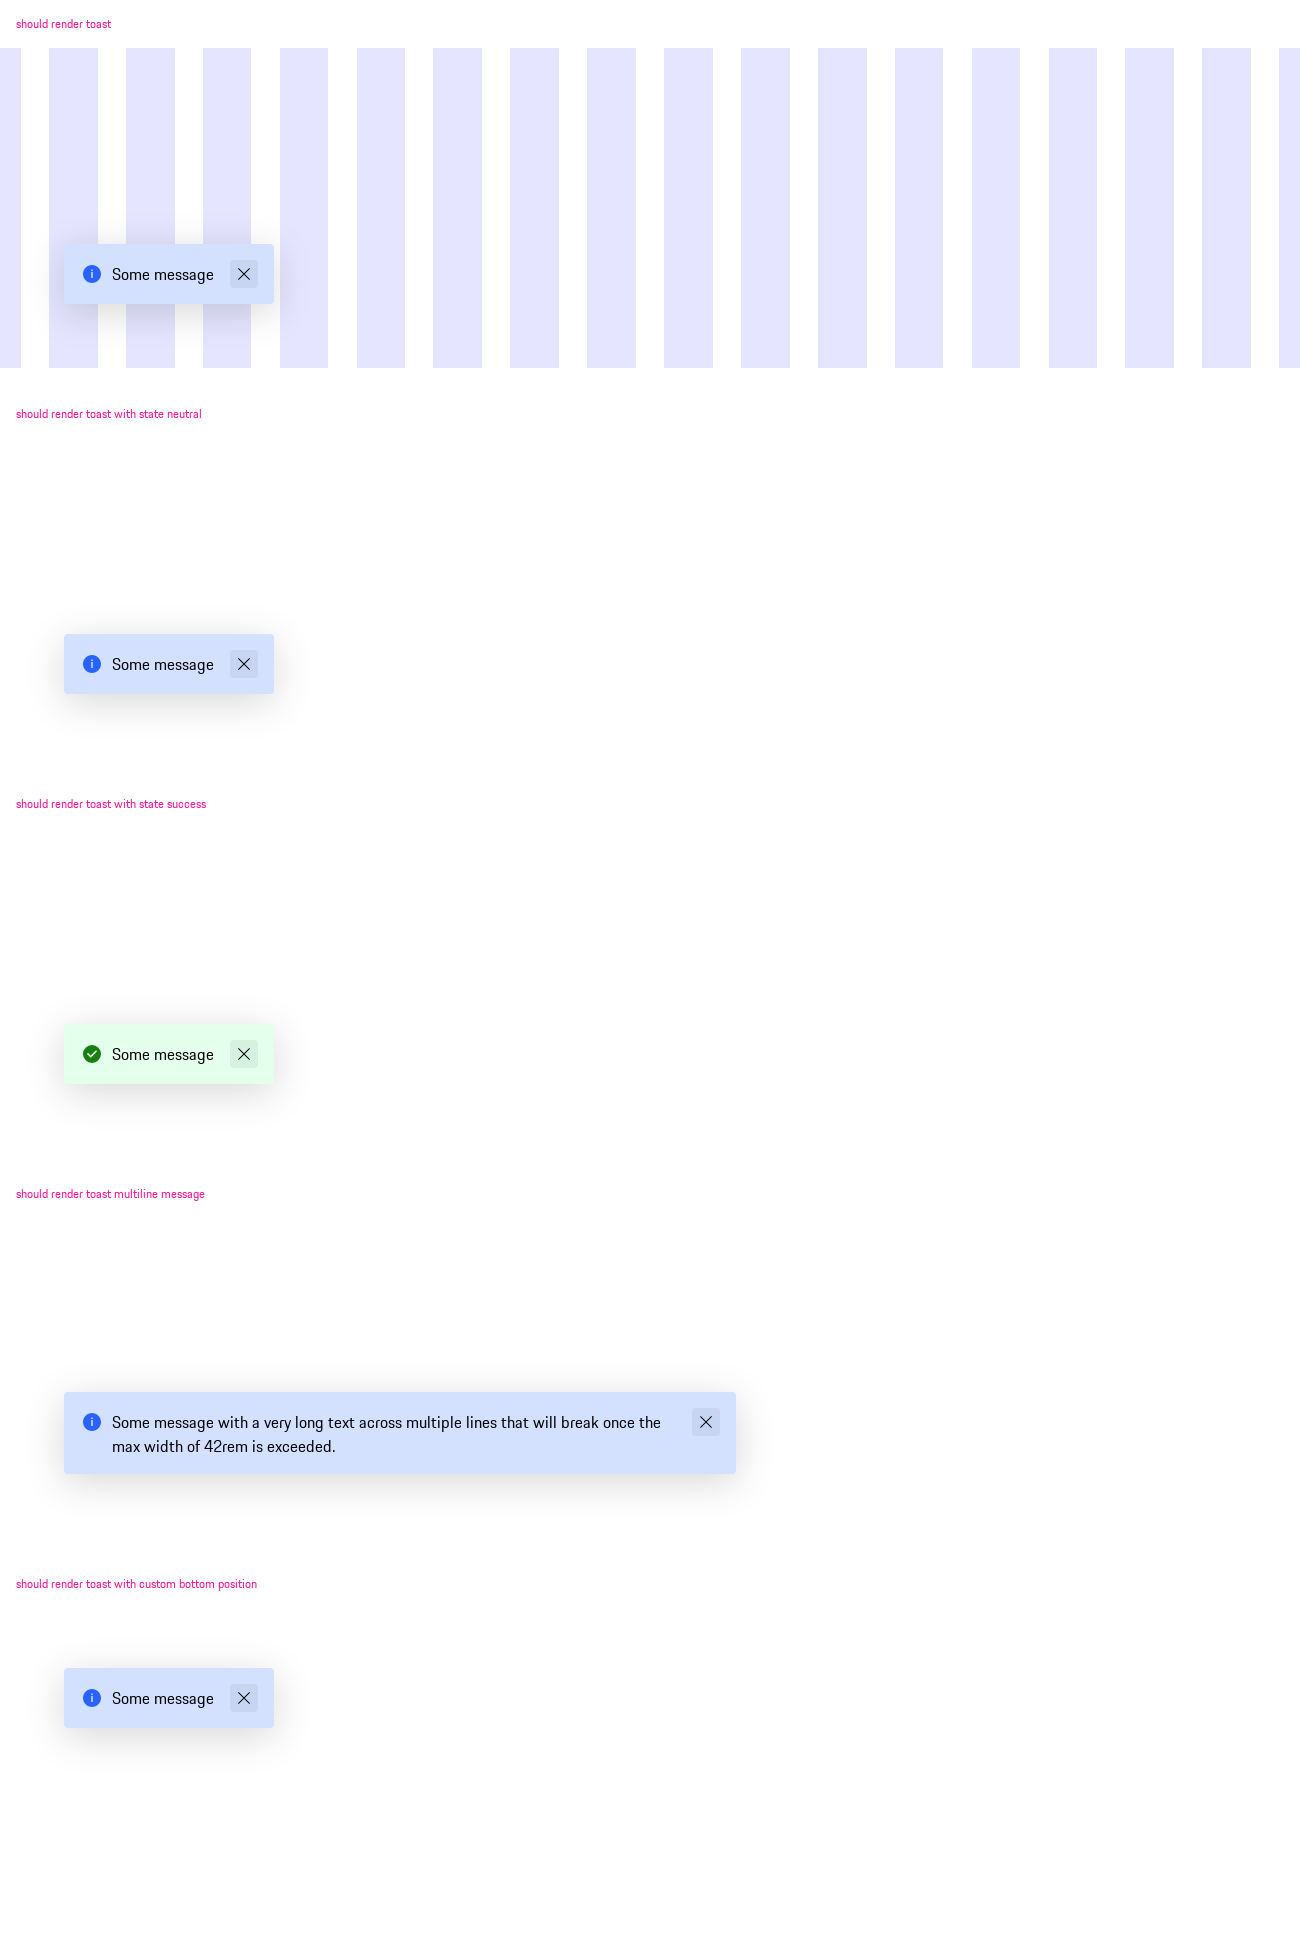 should render toast
Some message
should render toast with state neutral
Some message
should render toast with state success
Some message
should render toast multiline message
Some message with a very long text across multiple lines that will break once the
max width of 42rem is exceeded.
should render toast with custom bottom position
Some message